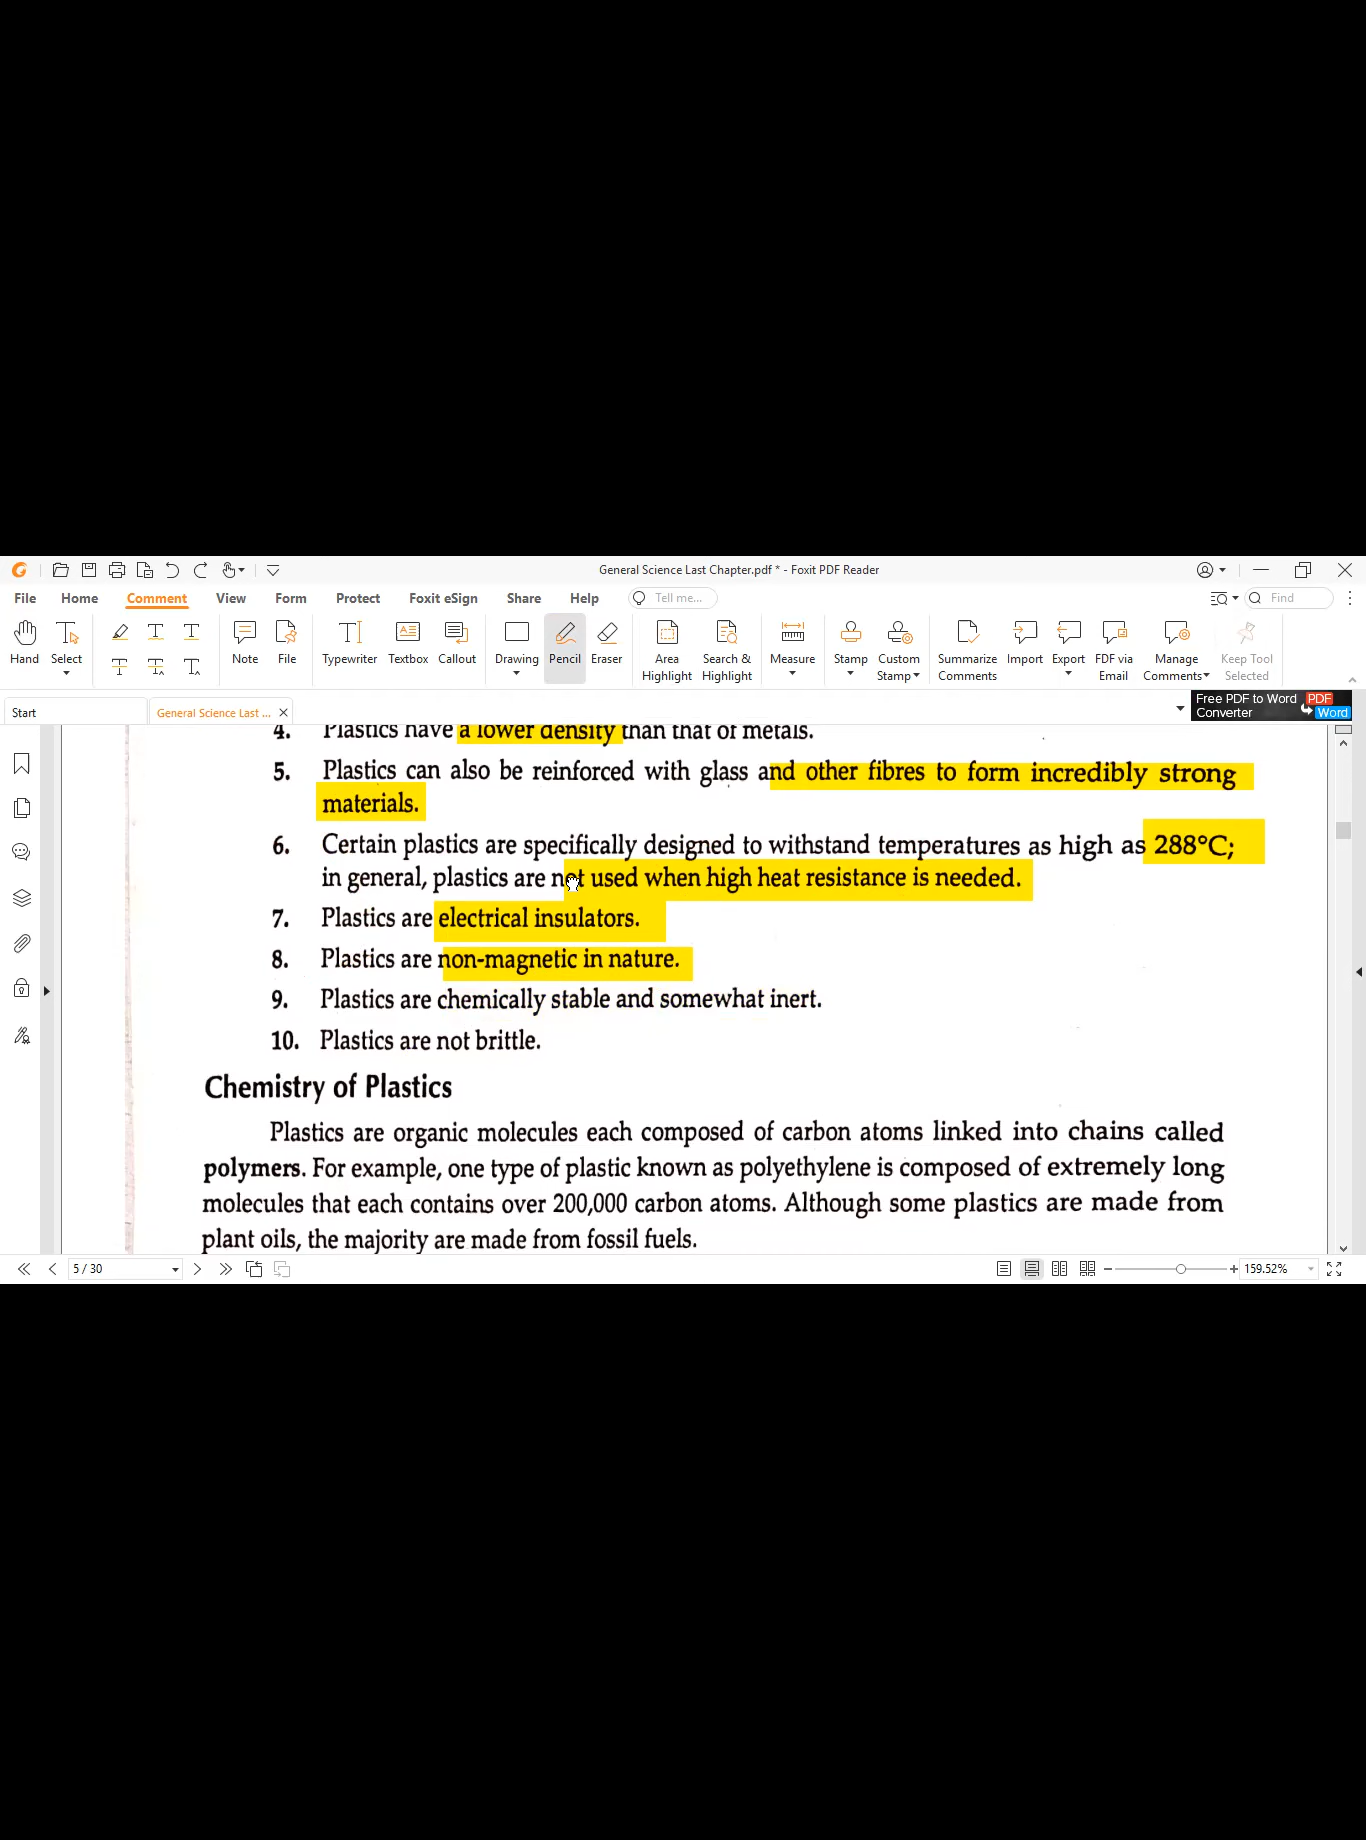 General Science Last Chapter.pdf * - Foxit PDF Reader
File Home Comment View Form Protect Foxit eSign Share Help Tell me... Find
Hand Select Note File Typewriter Textbox Callout Drawing Pencil Eraser Area Highlight Search & Highlight Measure Stamp Custom Stamp Summarize Comments Import Export FDF via Email Manage Comments Keep Tool Selected
Start General Science Last ... Free PDF to Word Converter PDF Word
4. Plastics have a lower density than that of metals.
5. Plastics can also be reinforced with glass and other fibres to form incredibly strong
materials.
6. Certain plastics are specifically designed to withstand temperatures as high as 288°C;
in general, plastics are not used when high heat resistance is needed.
7. Plastics are electrical insulators.
8. Plastics are non-magnetic in nature.
9. Plastics are chemically stable and somewhat inert.
10. Plastics are not brittle.
Chemistry of Plastics
Plastics are organic molecules each composed of carbon atoms linked into chains called
polymers. For example, one type of plastic known as polyethylene is composed of extremely long
molecules that each contains over 200,000 carbon atoms. Although some plastics are made from
plant oils, the majority are made from fossil fuels.
5 / 30 159.52%